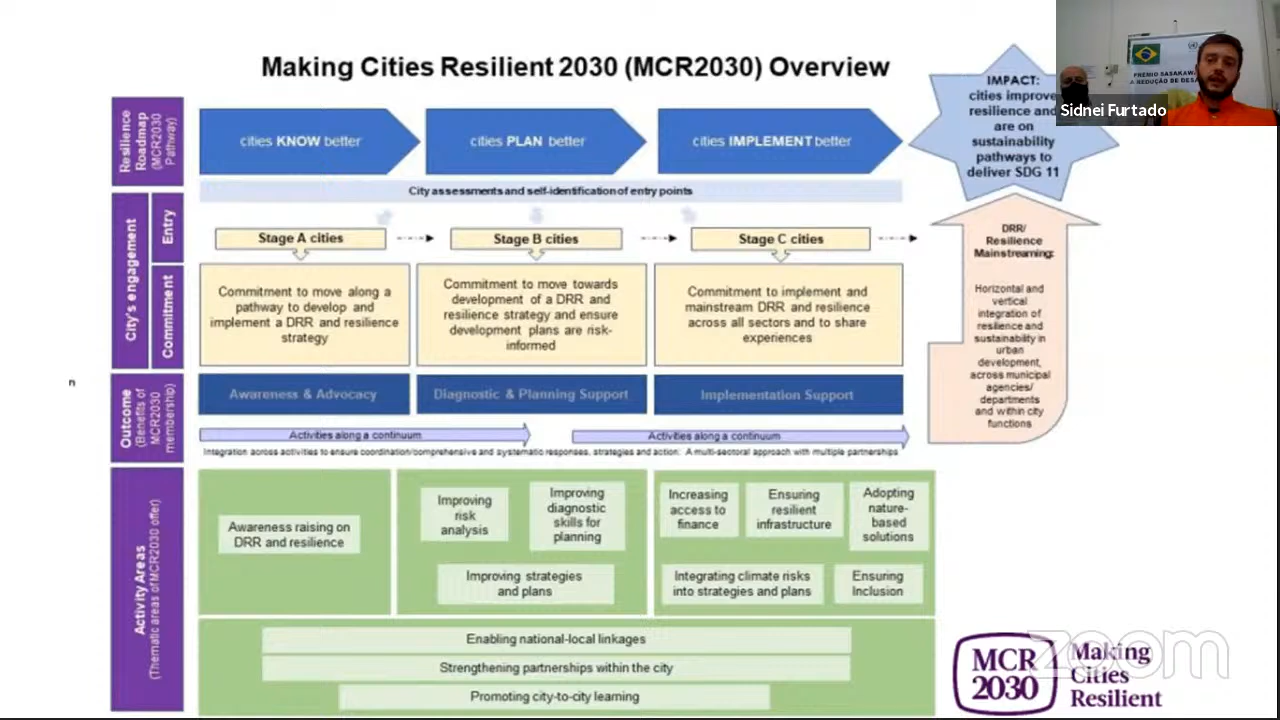 Making Cities Resilient 2030 (MCR2030) Overview
Sidnei Furtado
PRÊMIO SASAKAWA
A REDUÇÃO DE
Resilience
Roadmap
(MCR2030
Pathway)
cities KNOW better
cities PLAN better
cities IMPLEMENT better
IMPACT:
cities improve
resilience and
are on
sustainability
pathways to
deliver SDG 11
City assessments and self-identification of entry points
City's engagement
Entry
Commitment
Stage A cities
Stage B cities
Stage C cities
Commitment to move along a
pathway to develop and
implement a DRR and resilience
strategy
Commitment to move towards
development of a DRR and
resilience strategy and ensure
development plans are risk-
informed
Commitment to implement and
mainstream DRR and resilience
across all sectors and to share
experiences
DRR/
Resilience
Mainstreaming:
Horizontal and
vertical
integration of
resilience and
sustainability in
urban
development,
across municipal
agencies/
departments
and within city
functions
n
Outcome
(Benefits of
MCR2030
membership)
Awareness & Advocacy
Diagnostic & Planning Support
Implementation Support
Activities along a continuum
Activities along a continuum
Integration across activities to ensure coordination/comprehensive and systematic responses, strategies and action: A multi-sectoral approach with multiple partnerships
Activity Areas
(Thematic areas of MCR2030 offer)
Awareness raising on
DRR and resilience
Improving
risk
analysis
Improving
diagnostic
skills for
planning
Improving strategies
and plans
Increasing
access to
finance
Ensuring
resilient
infrastructure
Adopting
nature-
based
solutions
Integrating climate risks
into strategies and plans
Ensuring
Inclusion
Enabling national-local linkages
Strengthening partnerships within the city
Promoting city-to-city learning
MCR
2030
Making
Cities
Resilient
zoom